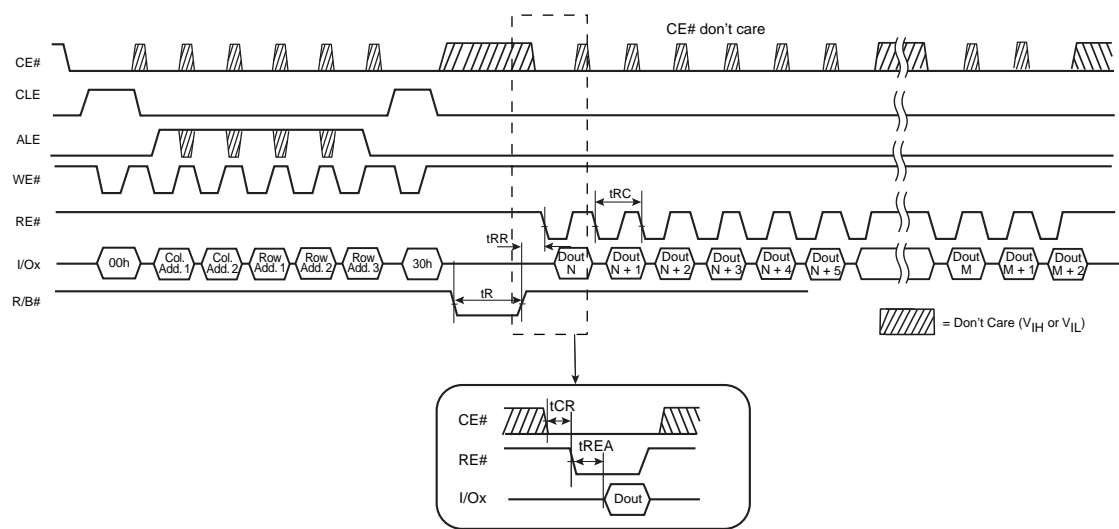 CE# don't care
CE#
CLE
ALE
WE#
tRC
RE#
tRR
I/Ox
00h
Col. Add. 1
Col. Add. 2
Row Add. 1
Row Add. 2
Row Add. 3
30h
Dout N
Dout N + 1
Dout N + 2
Dout N + 3
Dout N + 4
Dout N + 5
Dout M
Dout M + 1
Dout M + 2
R/B#
tR
= Don't Care (VIH or VIL)
CE#
tCR
tREA
RE#
I/Ox
Dout